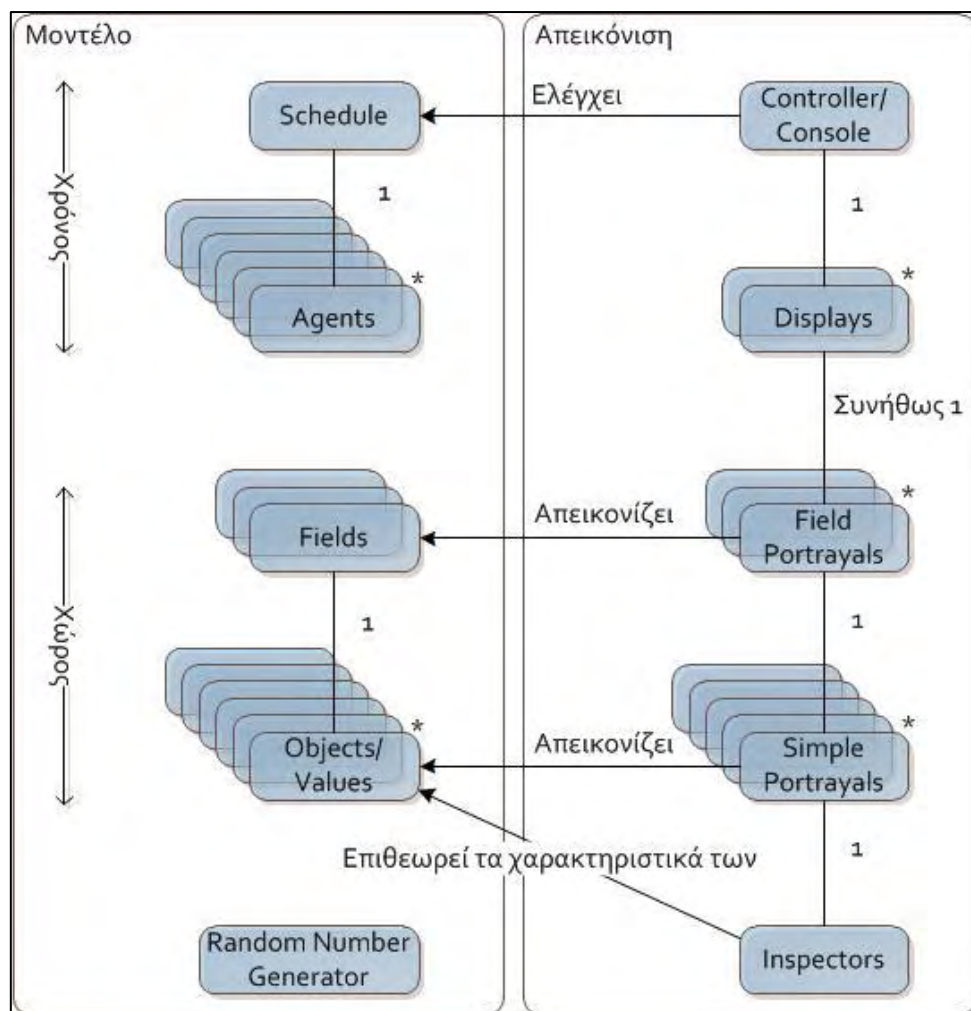 Μοντέλο
Απεικόνιση
Χρόνος
Schedule
Ελέγχει
Controller/
Console
1
1
*
Agents
*
Displays
Συνήθως 1
Χώρος
Fields
Απεικονίζει
*
Field
Portrayals
1
1
*
Objects/
Values
Απεικονίζει
*
Simple
Portrayals
Επιθεωρεί τα χαρακτηριστικά των
1
Random Number
Generator
Inspectors